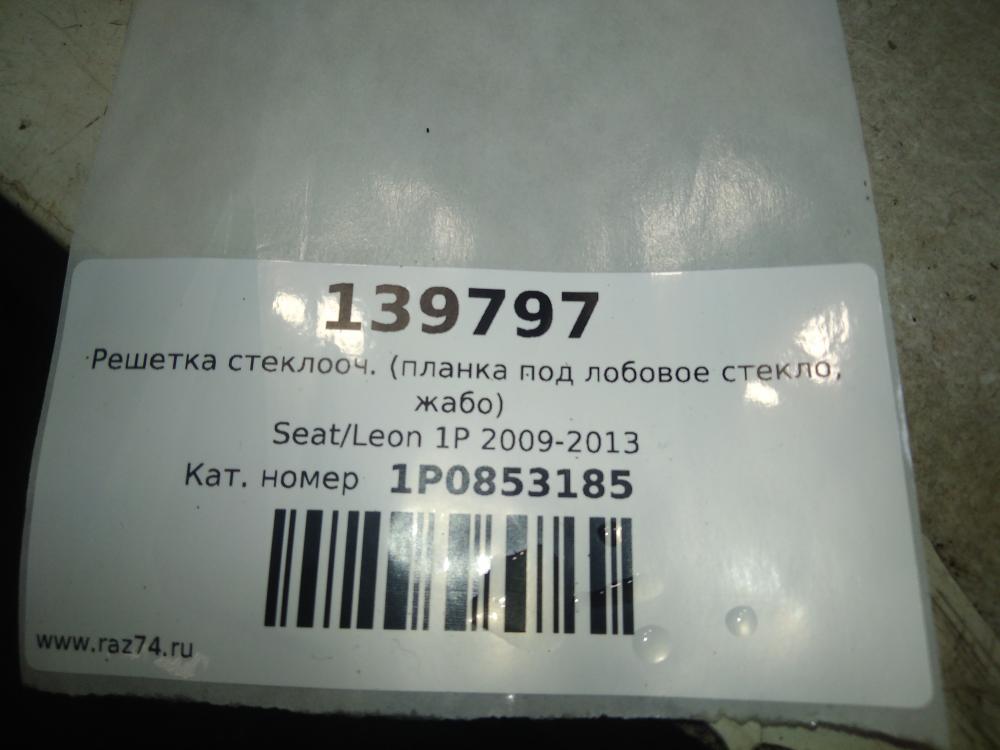 139797
Решетка стеклооч. (планка под лобовое стекло,
жабо)
Seat/Leon 1P 2009-2013
Кат. номер 1P0853185
www.raz74.ru